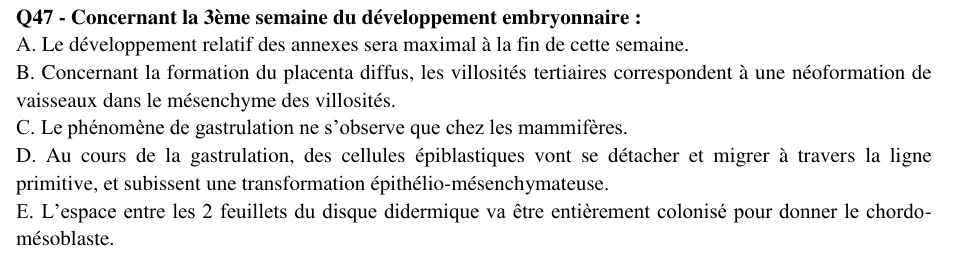 Q47 - Concernant la 3ème semaine du développement embryonnaire :
A. Le développement relatif des annexes sera maximal à la fin de cette semaine.
B. Concernant la formation du placenta diffus, les villosités tertiaires correspondent à une néoformation de
vaisseaux dans le mésenchyme des villosités.
C. Le phénomène de gastrulation ne s'observe que chez les mammifères.
D. Au cours de la gastrulation, des cellules épiblastiques vont se détacher et migrer à travers la ligne
primitive, et subissent une transformation épithélio-mésenchymateuse.
E. L'espace entre les 2 feuillets du disque didermique va être entièrement colonisé pour donner le chordo-
mésoblaste.